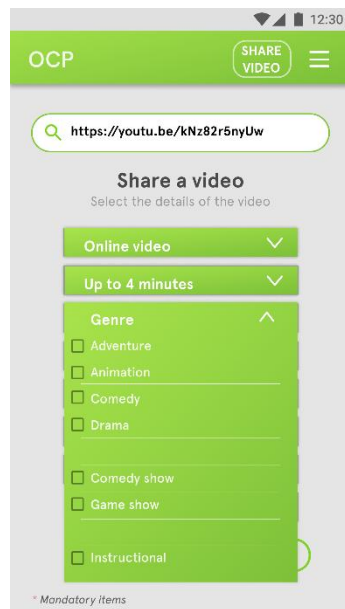 12:30
OCP
SHARE
VIDEO
https://youtu.be/kNz82r5nyUw
Share a video
Select the details of the video
Online video
Up to 4 minutes
Genre
Adventure
Animation
Comedy
Drama
Comedy show
Game show
Instructional
* Mandatory items